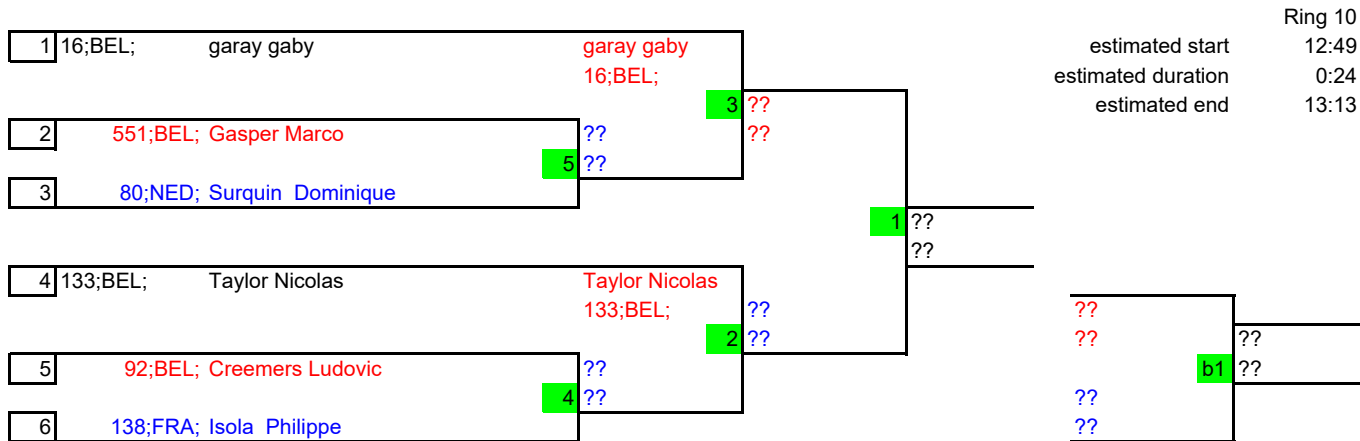 Ring 10
1 16;BEL; garay gaby garay gaby estimated start 12:49
16;BEL; estimated duration 0:24
3 ?? estimated end 13:13
2 551;BEL; Gasper Marco ?? ??
5 ??
3 80;NED; Surquin Dominique
1 ??
??
4 133;BEL; Taylor Nicolas Taylor Nicolas
133;BEL; ?? ??
2 ?? ?? ??
5 92;BEL; Creemers Ludovic ?? b1 ??
4 ?? ??
6 138;FRA; Isola Philippe ??